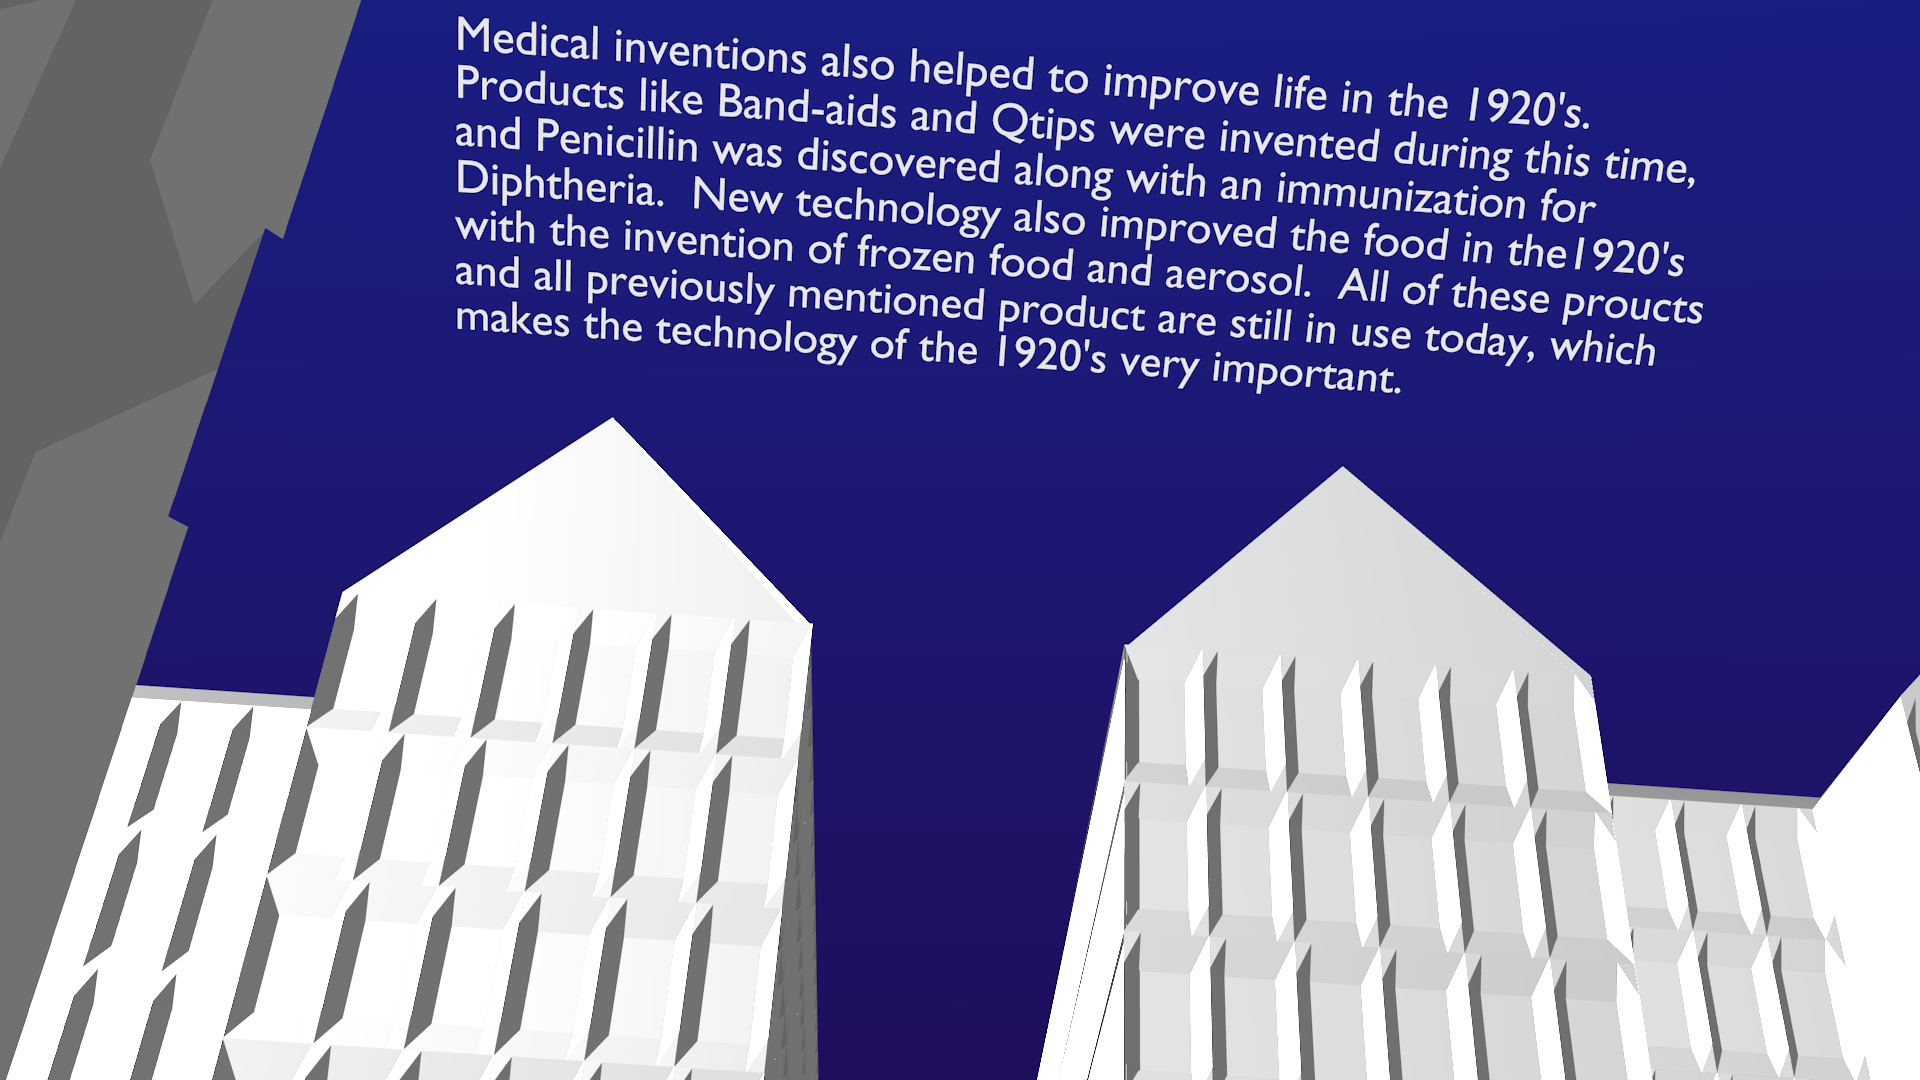 Medical inventions also helped to improve life in the 1920's.
Products like Band-aids and Qtips were invented during this time,
and Penicillin was discovered along with an immunization for
Diphtheria.  New technology also improved the food in the1920's
with the invention of frozen food and aerosol.  All of these proucts
and all previously mentioned product are still in use today, which
makes the technology of the 1920's very important.